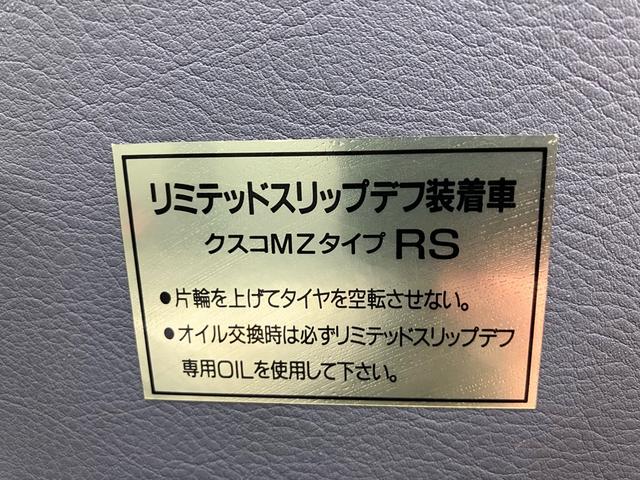 リミテッドスリップデフ装着車
クスコMZタイプ RS
●片輪を上げてタイヤを空転させない。
●オイル交換時は必ずリミテッドスリップデフ
専用OILを使用して下さい。